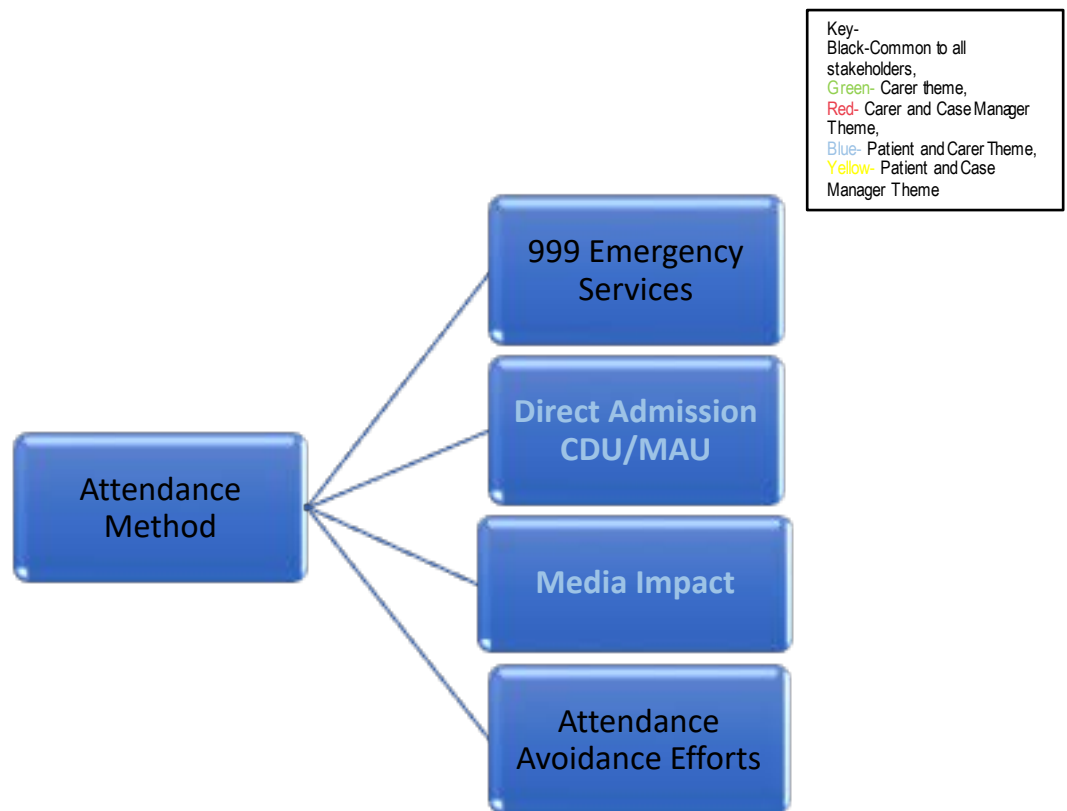 Key-
Black-Common to all
stakeholders,
Green- Carer theme,
Red- Carer and Case Manager
Theme,
Blue- Patient and Carer Theme,
Yellow- Patient and Case
Manager Theme
999 Emergency
Services
Direct Admission
CDU/MAU
Attendance
Method
Media Impact
Attendance
Avoidance Efforts